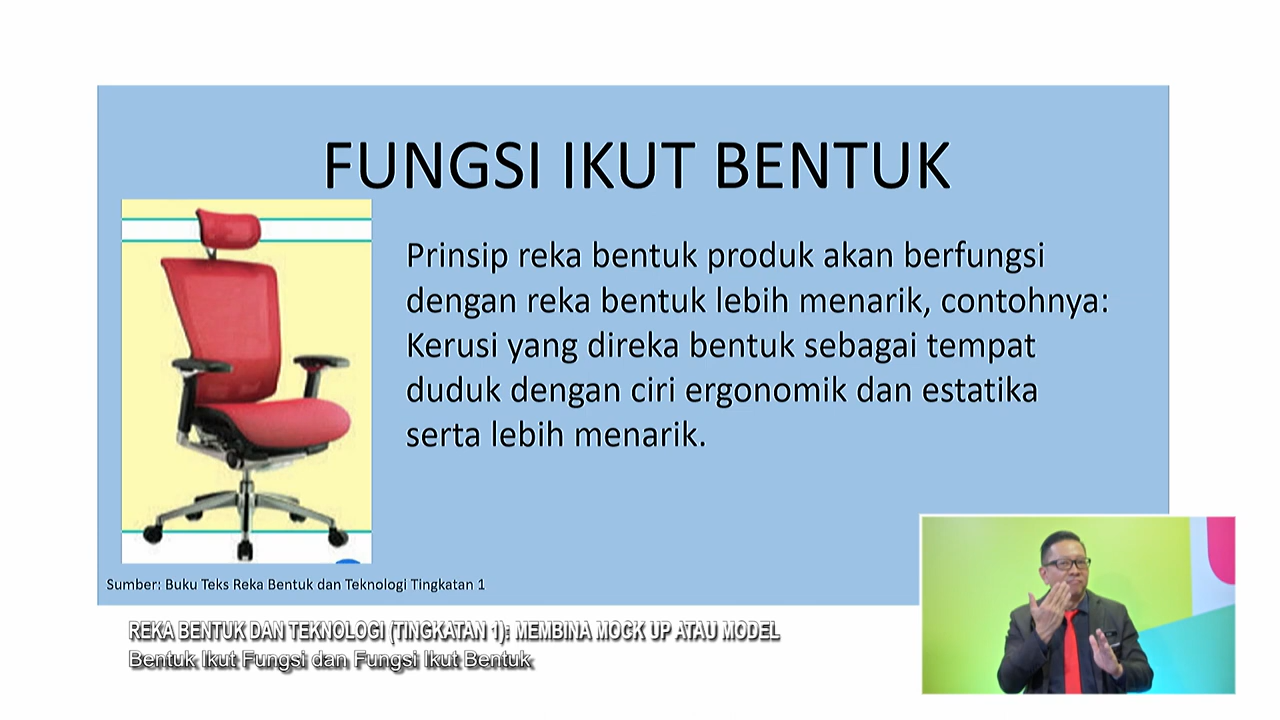 FUNGSI IKUT BENTUK
Prinsip reka bentuk produk akan berfungsi
dengan reka bentuk lebih menarik, contohnya:
Kerusi yang direka bentuk sebagai tempat
duduk dengan ciri ergonomik dan estatika
serta lebih menarik.
Sumber: Buku Teks Reka Bentuk dan Teknologi Tingkatan 1
REKA BENTUK DAN TEKNOLOGI (TINGKATAN 1): MEMBINA MOCK UP ATAU MODEL
Bentuk Ikut Fungsi dan Fungsi Ikut Bentuk